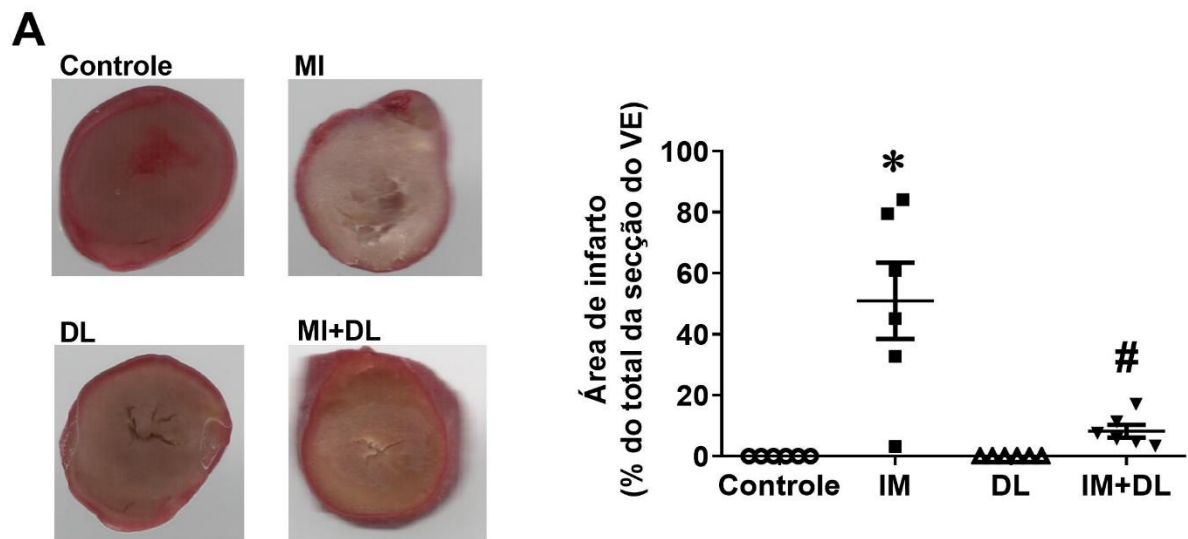 A
Controle
MI
DL
MI+DL
Área de infarto
(% do total da secção do VE)
100
80
60
40
20
0
*
#
Controle
IM
DL
IM+DL